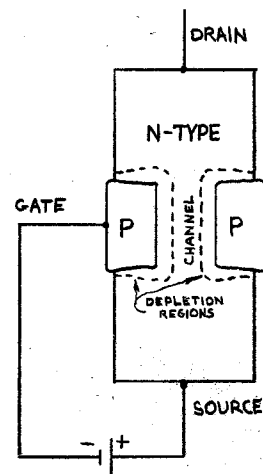 DRAIN
N-TYPE
GATE
P
CHANNEL
P
DEPLETION
REGIONS
SOURCE
- +